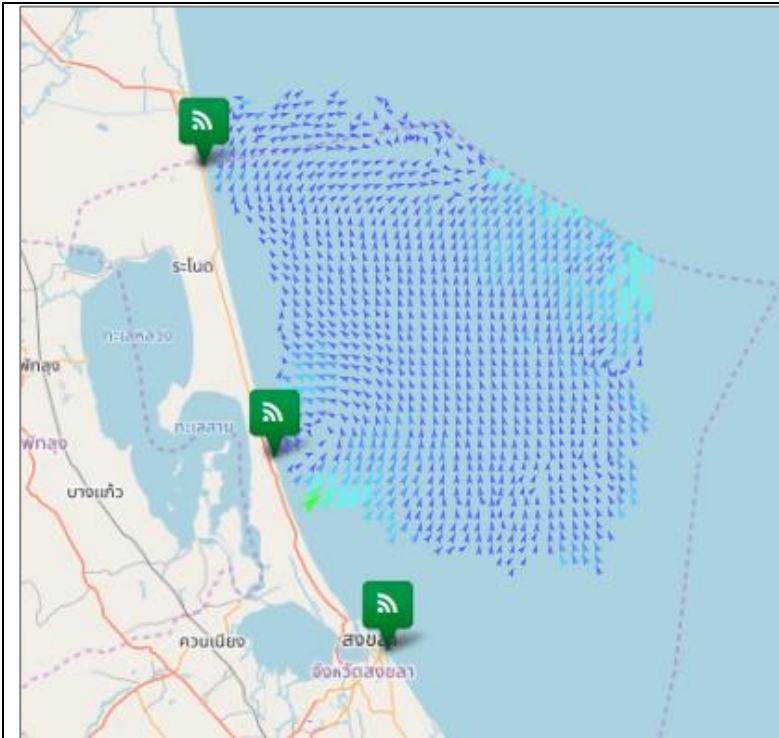 ระโนด
ทะเลหลวง
พัทลุง
ทะเลสาบ
พัทลุง
บางแก้ว
ควนเนียง
สงขลา
จังหวัดสงขลา